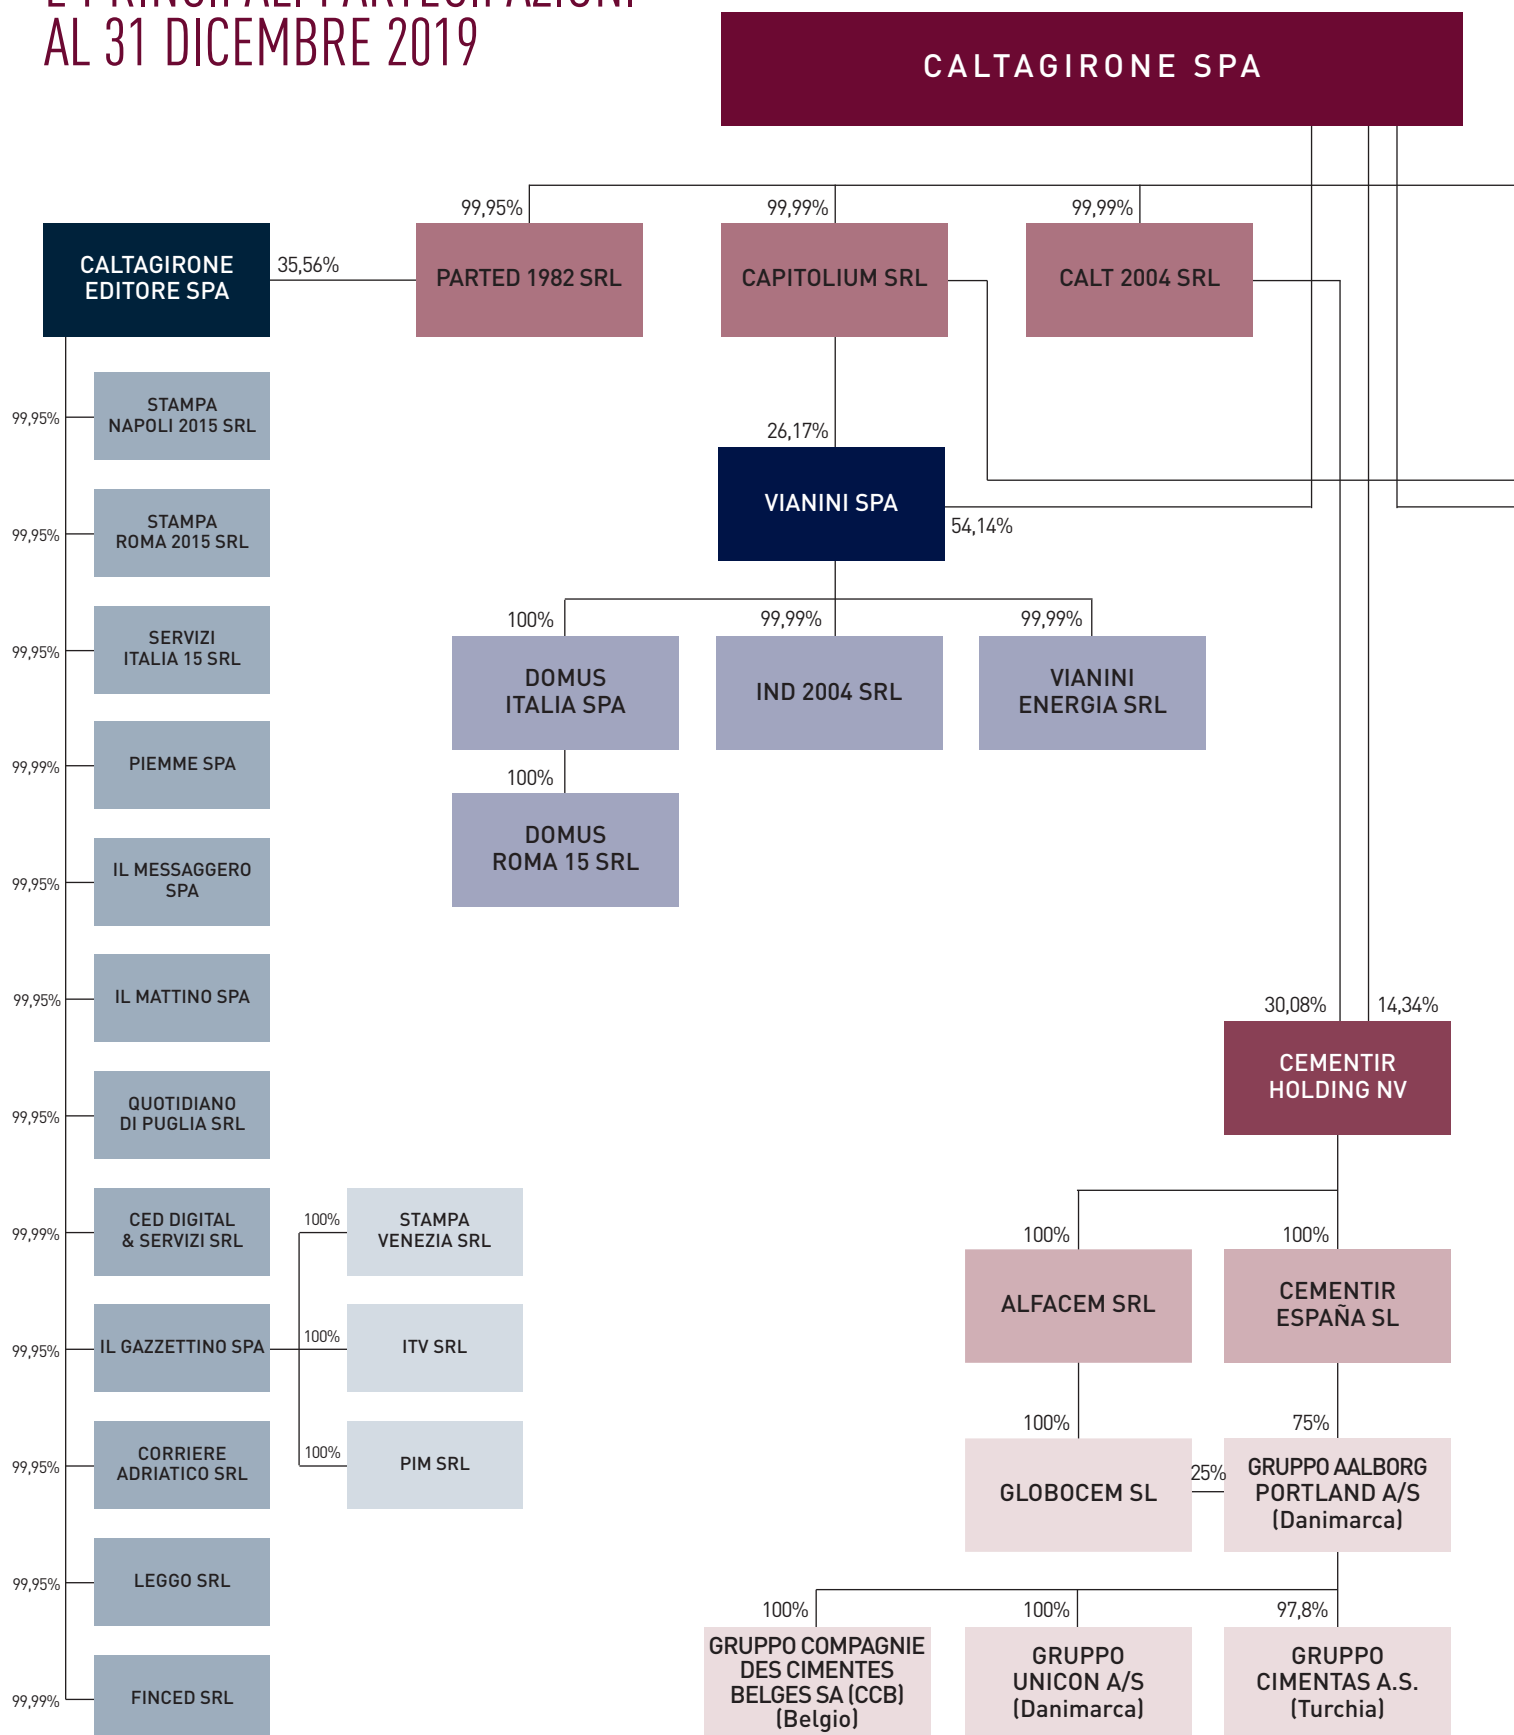 E PRINCIPALI PARTECIPAZIONI
AL 31 DICEMBRE 2019
CALTAGIRONE SPA
99,95%
99,99%
99,99%
CALTAGIRONE
EDITORE SPA
35,56%
PARTED 1982 SRL
CAPITOLIUM SRL
CALT 2004 SRL
99,95%
STAMPA
NAPOLI 2015 SRL
26,17%
99,95%
STAMPA
ROMA 2015 SRL
VIANINI SPA
54,14%
99,95%
SERVIZI
ITALIA 15 SRL
100%
99,99%
99,99%
DOMUS
ITALIA SPA
IND 2004 SRL
VIANINI
ENERGIA SRL
99,99%
PIEMME SPA
100%
DOMUS
ROMA 15 SRL
99,95%
IL MESSAGGERO
SPA
99,95%
IL MATTINO SPA
30,08%
14,34%
CEMENTIR
HOLDING NV
99,95%
QUOTIDIANO
DI PUGLIA SRL
99,99%
CED DIGITAL
& SERVIZI SRL
100%
STAMPA
VENEZIA SRL
100%
100%
ALFACEM SRL
CEMENTIR
ESPAÑA SL
99,95%
IL GAZZETTINO SPA
100%
ITV SRL
100%
75%
99,95%
CORRIERE
ADRIATICO SRL
100%
PIM SRL
GLOBOCEM SL
25%
GRUPPO AALBORG
PORTLAND A/S
(Danimarca)
99,95%
LEGGO SRL
100%
100%
97,8%
99,99%
FINCED SRL
GRUPPO COMPAGNIE
DES CIMENTES
BELGES SA (CCB)
(Belgio)
GRUPPO
UNICON A/S
(Danimarca)
GRUPPO
CIMENTAS A.S.
(Turchia)